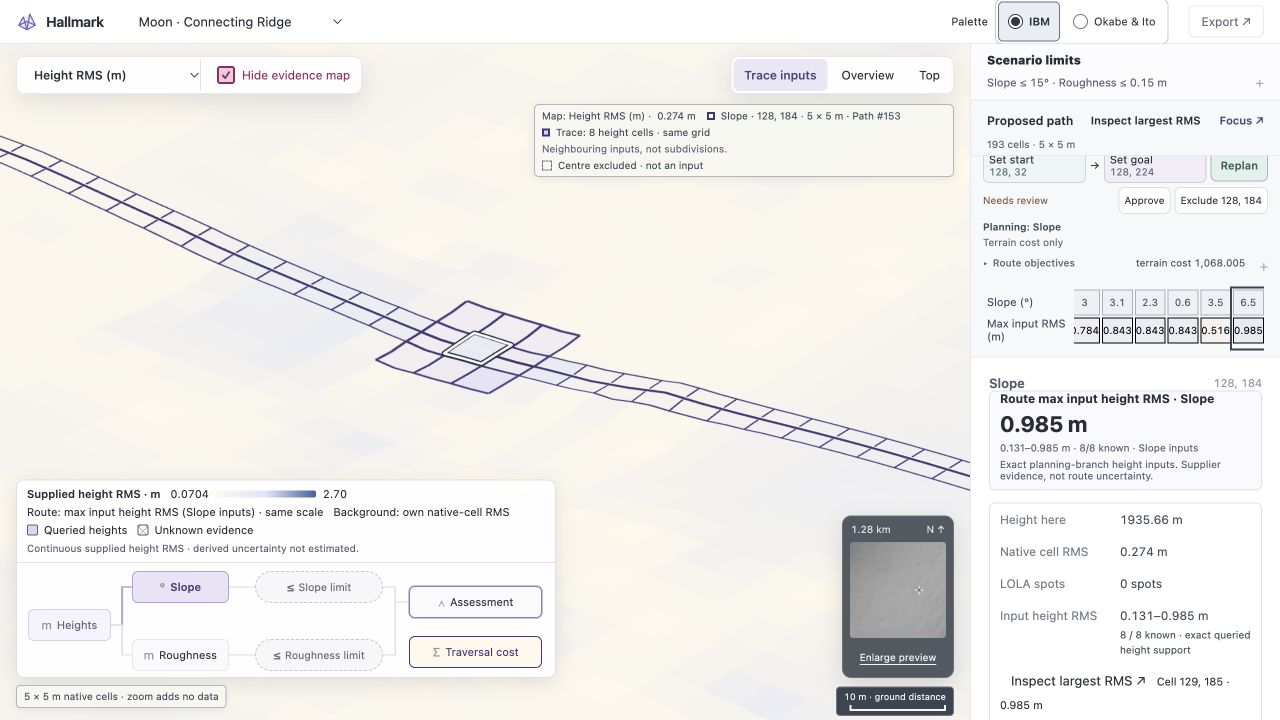 Hallmark
Moon · Connecting Ridge
Palette
IBM
Okabe & Ito
Export ↗
Height RMS (m)
Hide evidence map
Trace inputs
Overview
Top
Map: Height RMS (m) · 0.274 m
Slope · 128, 184 · 5 × 5 m · Path #153
Trace: 8 height cells · same grid
Neighbouring inputs, not subdivisions.
Centre excluded · not an input
Supplied height RMS · m 0.0704 2.70
Route: max input height RMS (Slope inputs) · same scale Background: own native-cell RMS
Queried heights
Unknown evidence
Continuous supplied height RMS · derived uncertainty not estimated.
m Heights
° Slope
≤ Slope limit
∧ Assessment
m Roughness
≤ Roughness limit
Σ Traversal cost
5 × 5 m native cells · zoom adds no data
1.28 km
N ↑
Enlarge preview
10 m · ground distance
Scenario limits
Slope ≤ 15° · Roughness ≤ 0.15 m
+
Proposed path
Inspect largest RMS
Focus ↗
193 cells · 5 × 5 m
Set start
128, 32
→
Set goal
128, 224
Replan
Needs review
Approve
Exclude 128, 184
Planning: Slope
Terrain cost only
▸ Route objectives
terrain cost 1,068.005
+
Slope (°) 3 3.1 2.3 0.6 3.5 6.5
Max input RMS (m) 0.784 0.843 0.843 0.843 0.516 0.985
Slope
128, 184
Route max input height RMS · Slope
0.985 m
0.131–0.985 m · 8/8 known · Slope inputs
Exact planning-branch height inputs. Supplier
evidence, not route uncertainty.
Height here 1935.66 m
Native cell RMS 0.274 m
LOLA spots 0 spots
Input height RMS 0.131–0.985 m
8 / 8 known · exact queried
height support
Inspect largest RMS ↗ Cell 129, 185 ·
0.985 m